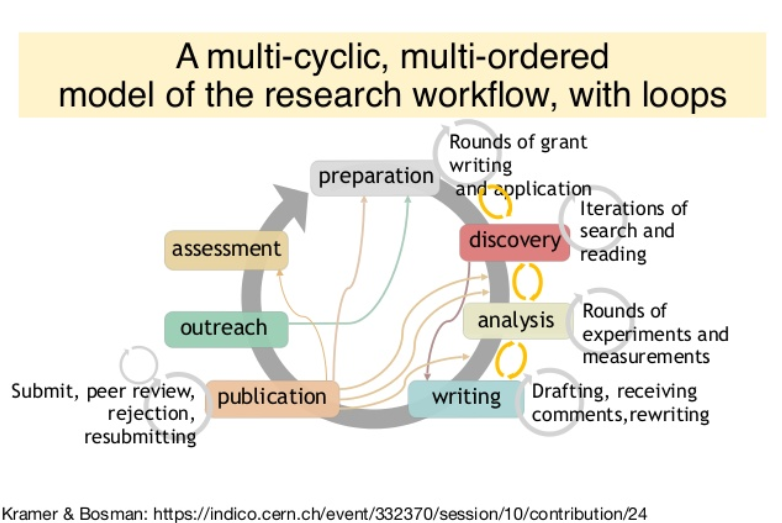 A multi-cyclic, multi-ordered
model of the research workflow, with loops
preparation
Rounds of grant
writing
and application
discovery
Iterations of
search and
reading
assessment
outreach
analysis
Rounds of
experiments and
measurements
Submit, peer review,
rejection,
resubmitting
publication
writing
Drafting, receiving
comments,rewriting
Kramer & Bosman: https://indico.cern.ch/event/332370/session/10/contribution/24